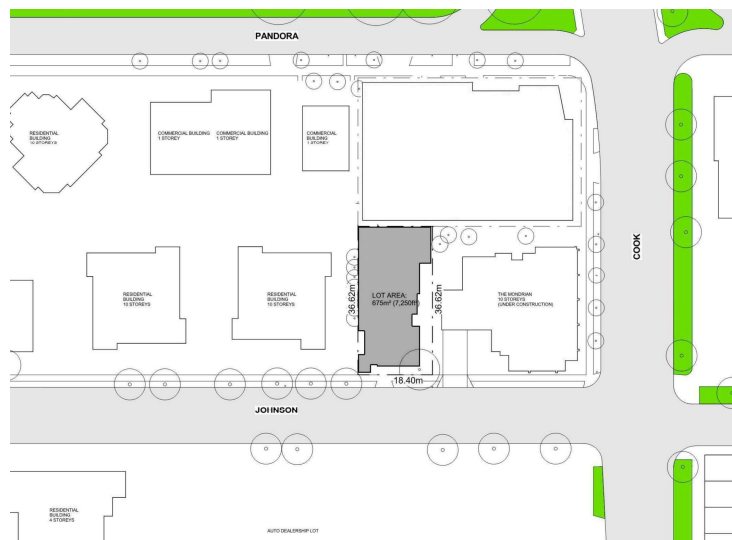 PANDORA
RESIDENTIAL
BUILDING
10 STOREYS
COMMERCIAL BUILDING
1 STOREY
COMMERCIAL BUILDING
1 STOREY
COMMERCIAL
BUILDING
1 STOREY
COOK
RESIDENTIAL
BUILDING
10 STOREYS
RESIDENTIAL
BUILDING
10 STOREYS
36.62m
LOT AREA:
675m² (7,250ft²)
36.62m
THE MONDRIAN
10 STOREYS
(UNDER CONSTRUCTION)
18.40m
JOHNSON
RESIDENTIAL
BUILDING
4 STOREYS
AUTO DEALERSHIP LOT